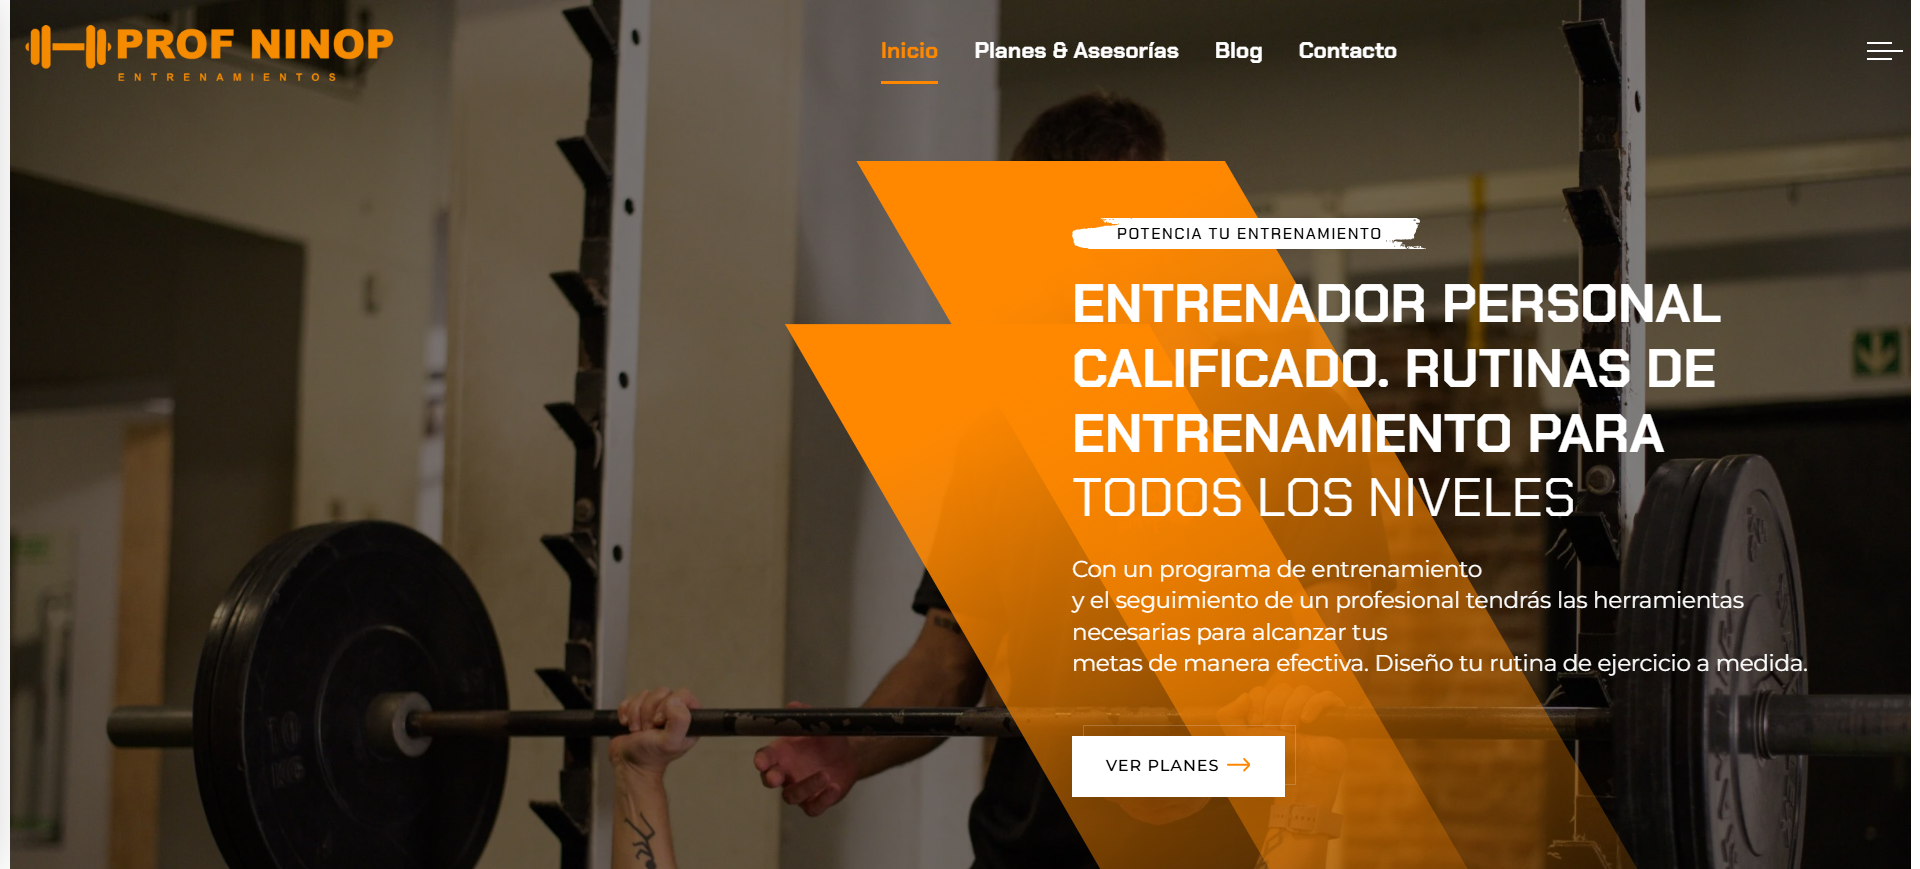 PROF NINOP
ENTRENAMIENTOS
Inicio
Planes & Asesorías
Blog
Contacto
POTENCIA TU ENTRENAMIENTO
ENTRENADOR PERSONAL
CALIFICADO. RUTINAS DE
ENTRENAMIENTO PARA
TODOS LOS NIVELES
Con un programa de entrenamiento
y el seguimiento de un profesional tendrás las herramientas
necesarias para alcanzar tus
metas de manera efectiva. Diseño tu rutina de ejercicio a medida.
VER PLANES